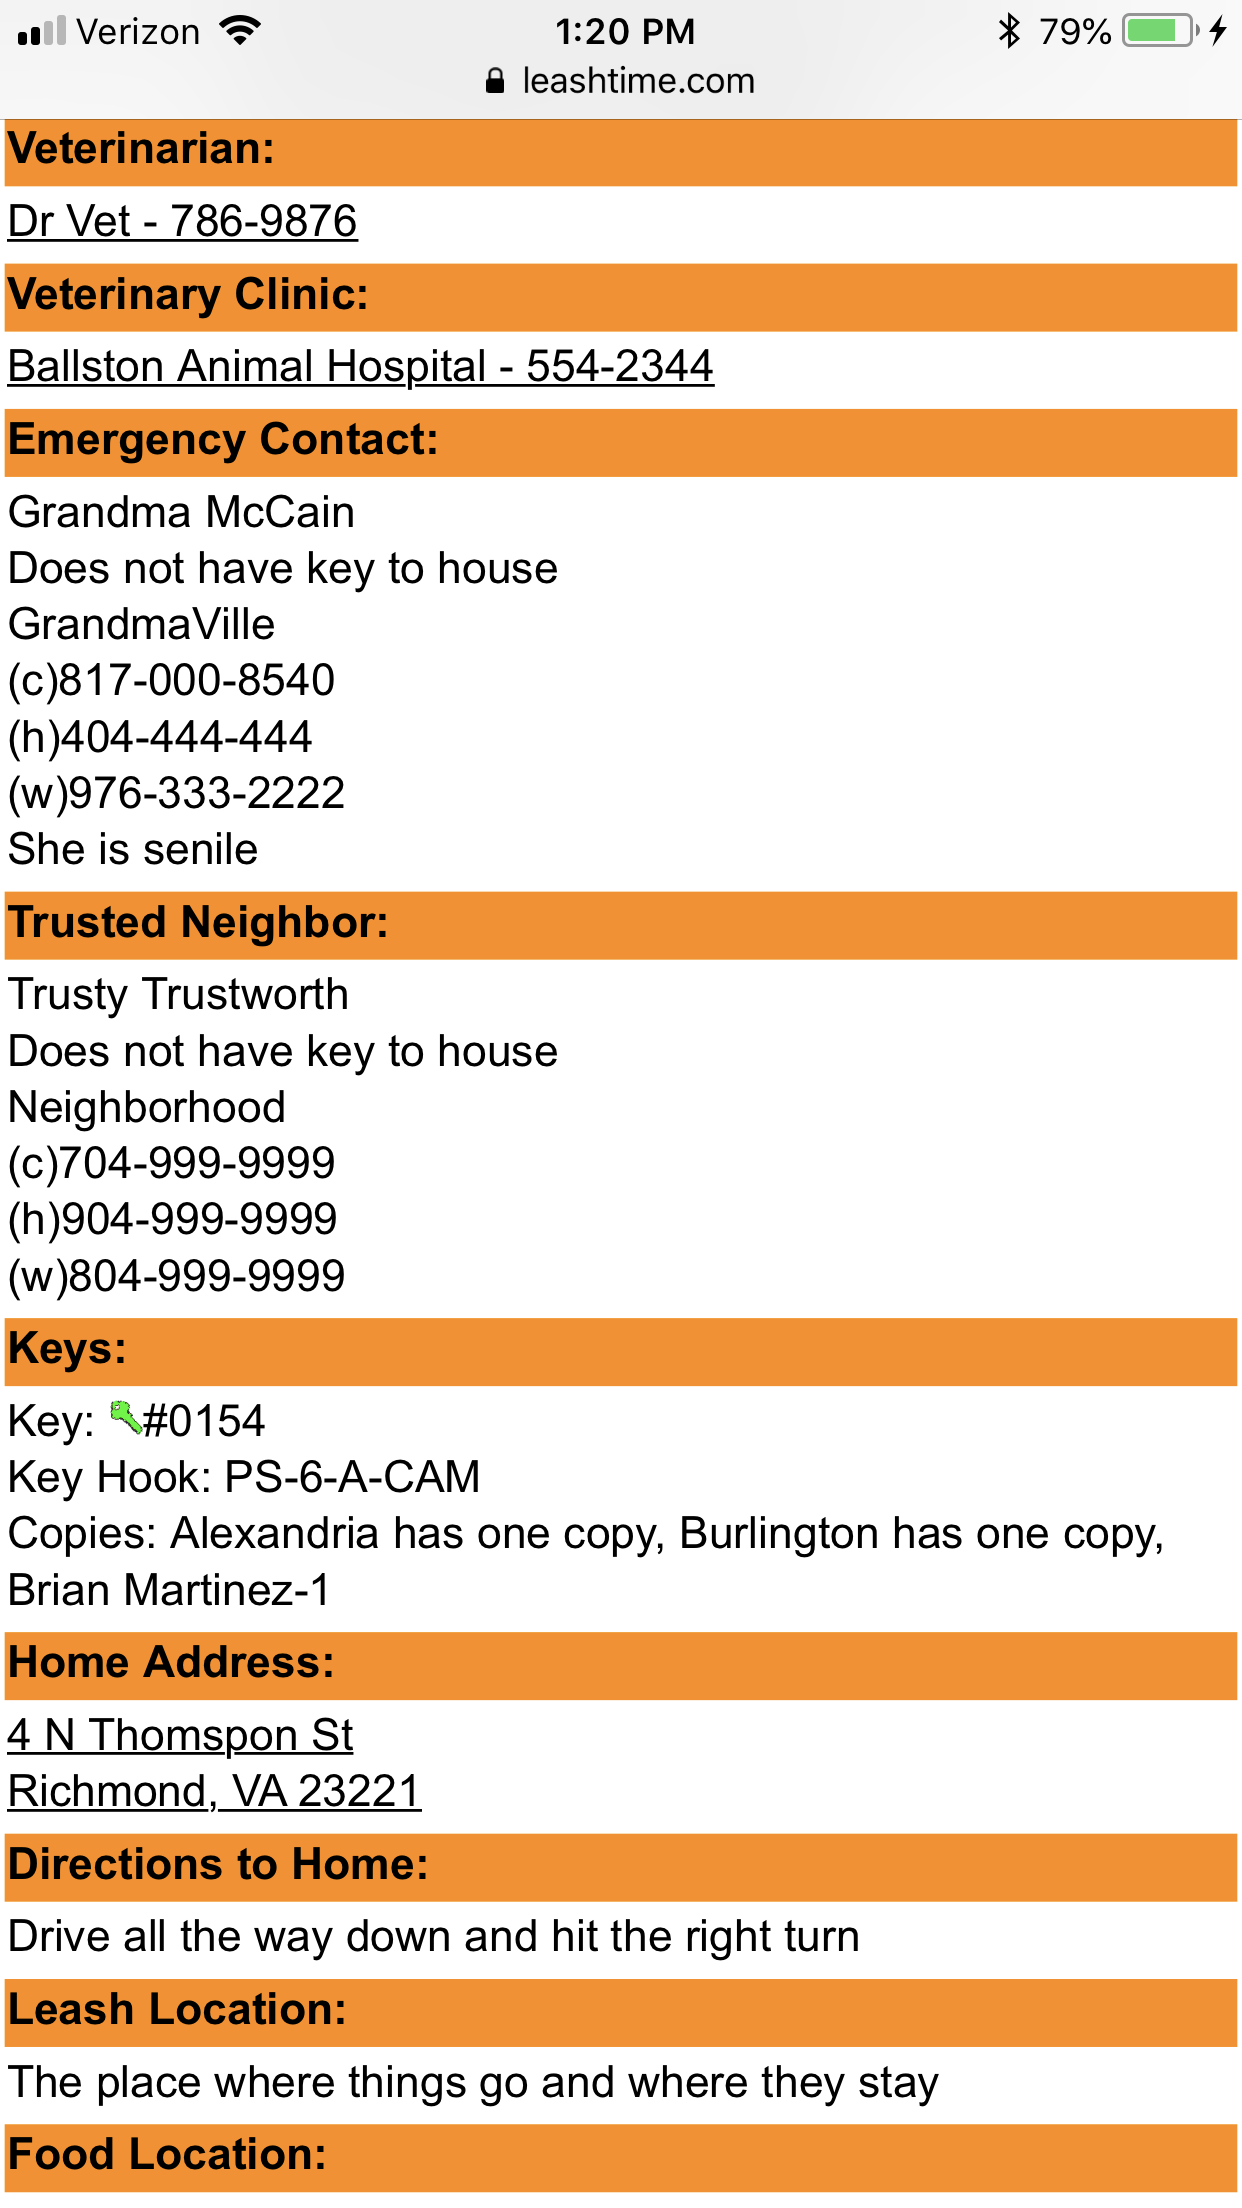 Verizon 1:20 PM 79%
leashtime.com
Veterinarian:
Dr Vet - 786-9876
Veterinary Clinic:
Ballston Animal Hospital - 554-2344
Emergency Contact:
Grandma McCain
Does not have key to house
GrandmaVille
(c)817-000-8540
(h)404-444-444
(w)976-333-2222
She is senile
Trusted Neighbor:
Trusty Trustworth
Does not have key to house
Neighborhood
(c)704-999-9999
(h)904-999-9999
(w)804-999-9999
Keys:
Key: #0154
Key Hook: PS-6-A-CAM
Copies: Alexandria has one copy, Burlington has one copy,
Brian Martinez-1
Home Address:
4 N Thomspon St
Richmond, VA 23221
Directions to Home:
Drive all the way down and hit the right turn
Leash Location:
The place where things go and where they stay
Food Location: